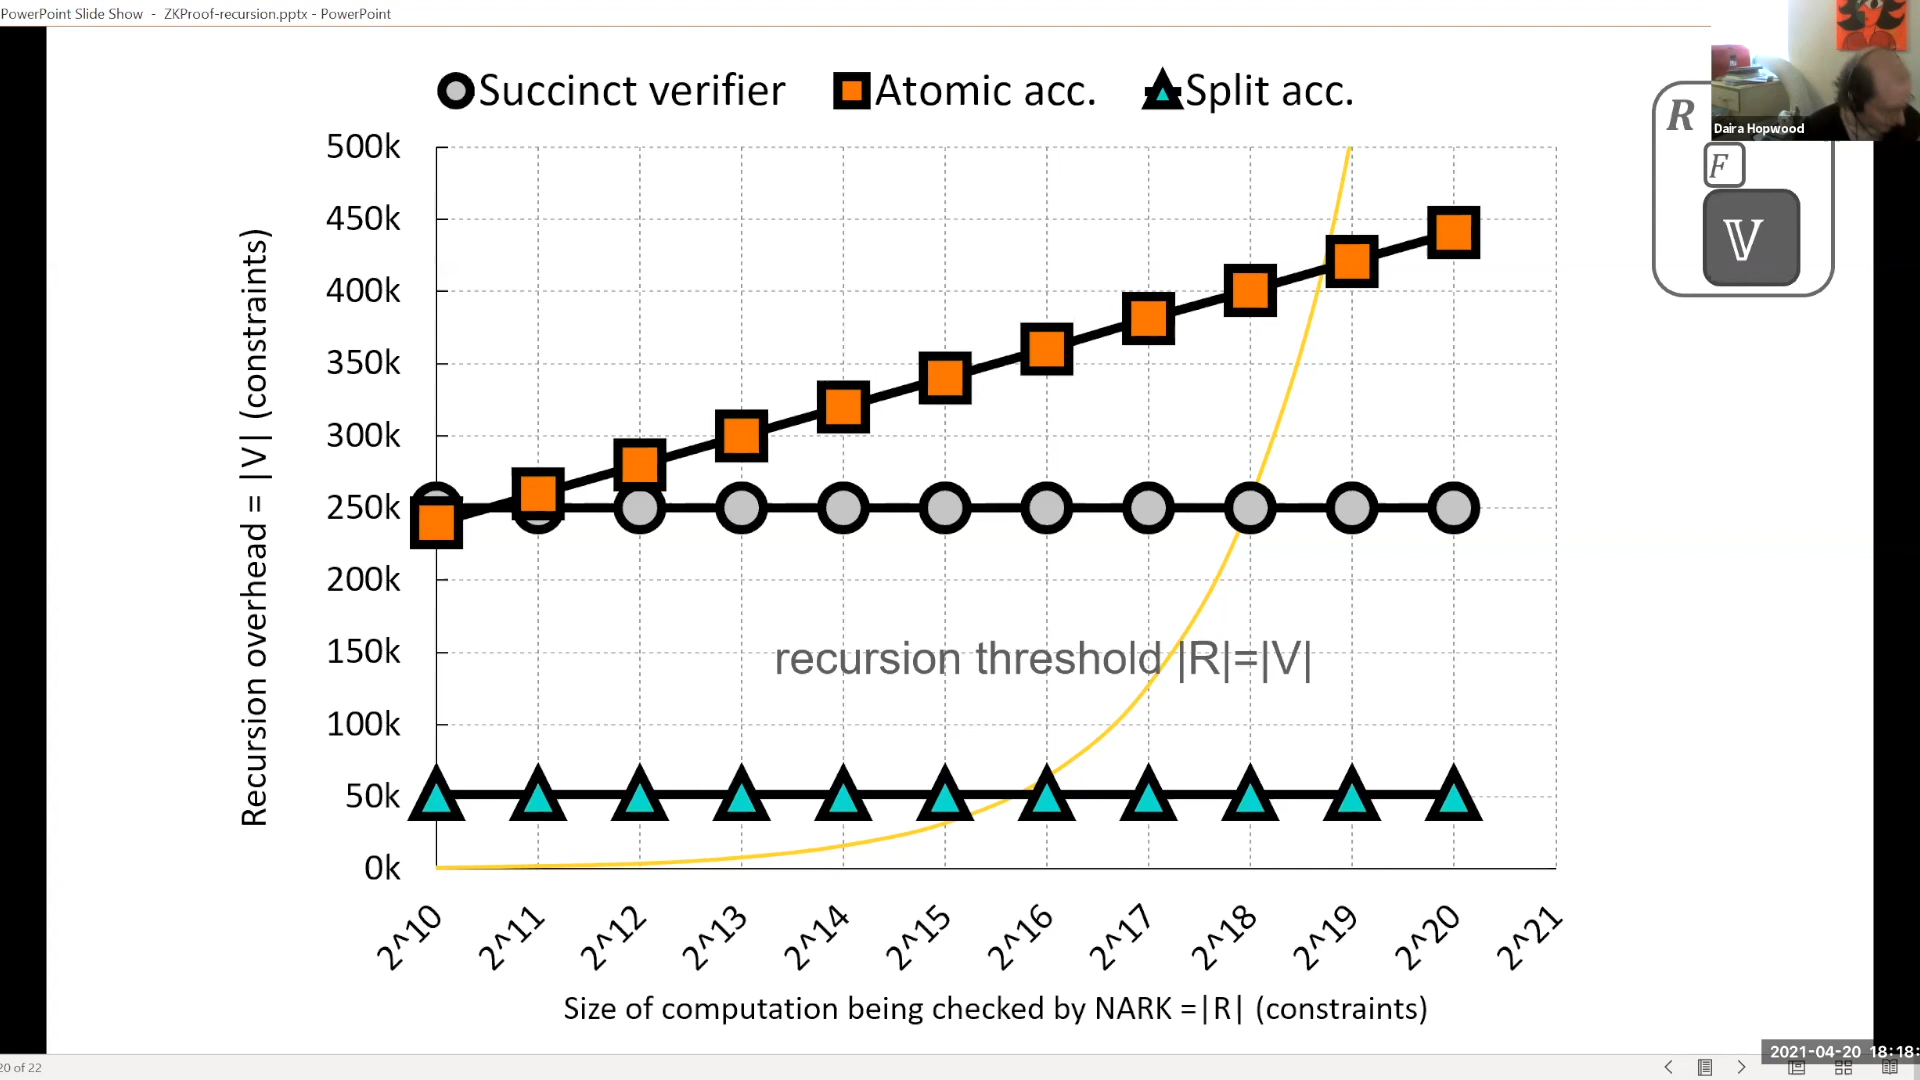 PowerPoint Slide Show - ZKProof-recursion.pptx - PowerPoint
Succinct verifier Atomic acc. Split acc.
R
Daira Hopwood
F
𝕍
500k
450k
400k
350k
300k
250k
200k
150k
100k
50k
0k
Recursion overhead = |V| (constraints)
recursion threshold |R|=|V|
2^10 2^11 2^12 2^13 2^14 2^15 2^16 2^17 2^18 2^19 2^20 2^21
Size of computation being checked by NARK =|R| (constraints)
2021-04-20 18:18:
20 of 22